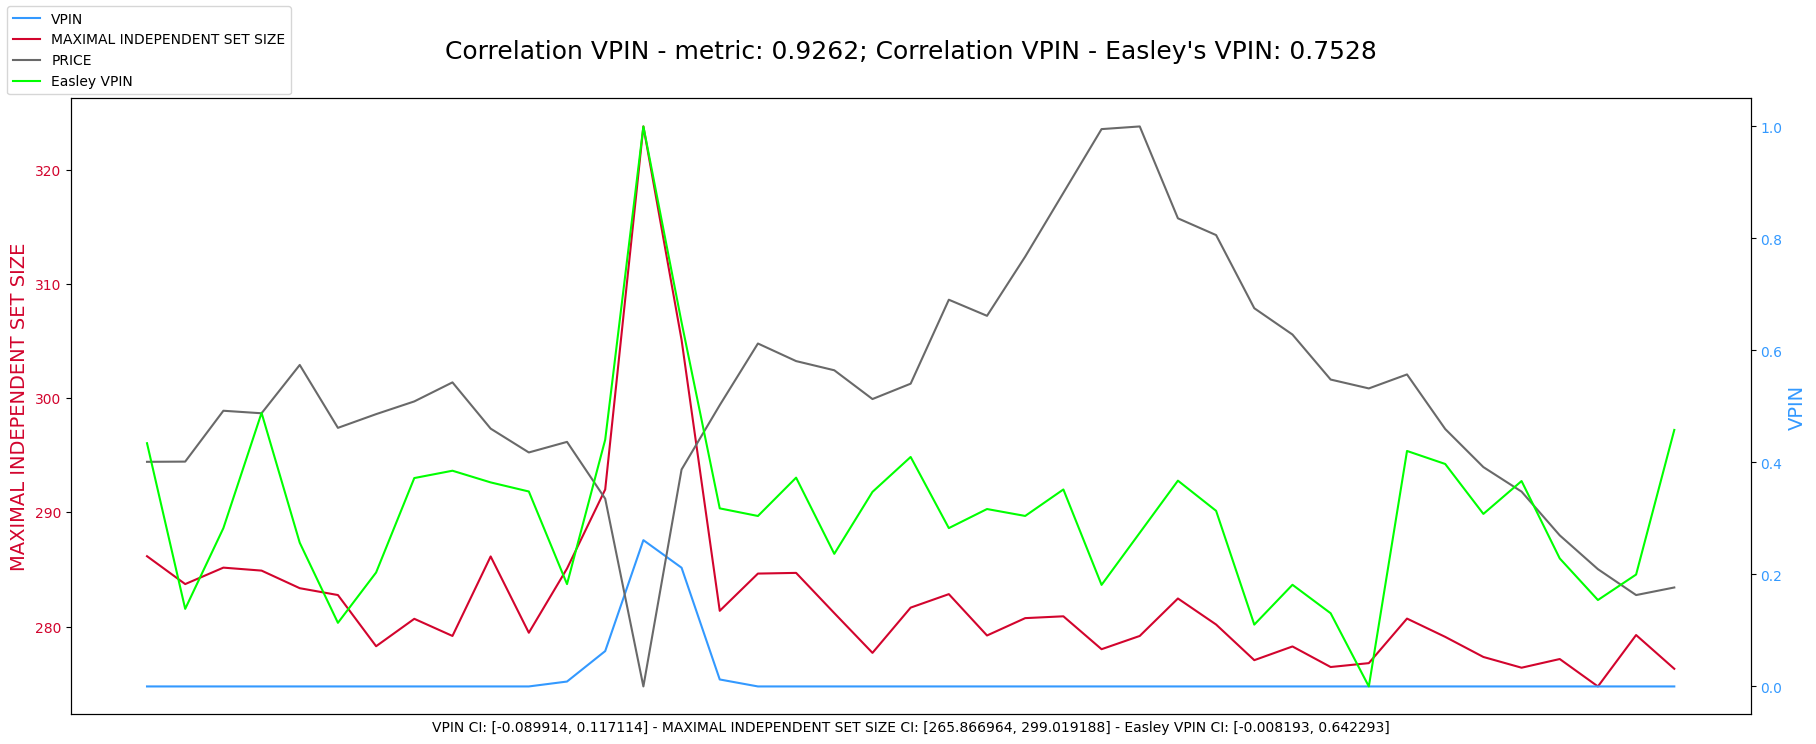 VPIN
MAXIMAL INDEPENDENT SET SIZE
PRICE
Easley VPIN
Correlation VPIN - metric: 0.9262; Correlation VPIN - Easley's VPIN: 0.7528
MAXIMAL INDEPENDENT SET SIZE
320
310
300
290
280
1.0
0.8
0.6
0.4
0.2
0.0
VPIN
VPIN CI: [-0.089914, 0.117114] - MAXIMAL INDEPENDENT SET SIZE CI: [265.866964, 299.019188] - Easley VPIN CI: [-0.008193, 0.642293]